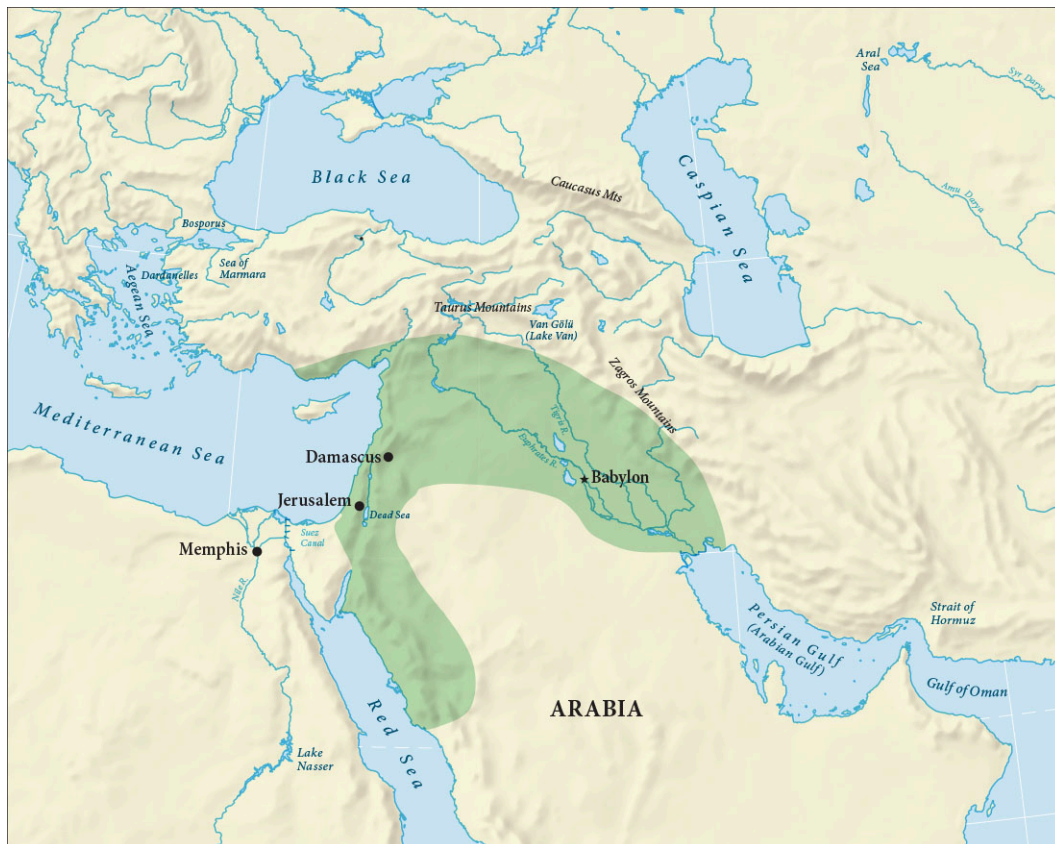 Aral
Sea
Syr Darya
Black Sea
Caucasus Mts
Caspian Sea
Amu Darya
Bosporus
Sea of
Marmara
Dardanelles
Aegean Sea
Taurus Mountains
Van Gölü
(Lake Van)
Zagros Mountains
Mediterranean Sea
Tigris R.
Euphrates R.
Damascus
Babylon
Jerusalem
Dead Sea
Suez
Canal
Memphis
Nile R.
Persian Gulf
(Arabian Gulf)
Strait of
Hormuz
Gulf of Oman
ARABIA
Red Sea
Lake
Nasser